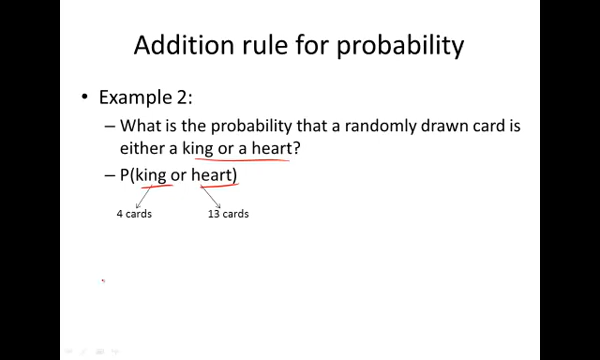 Addition rule for probability
• Example 2:
– What is the probability that a randomly drawn card is
either a king or a heart?
– P(king or heart)
4 cards 13 cards